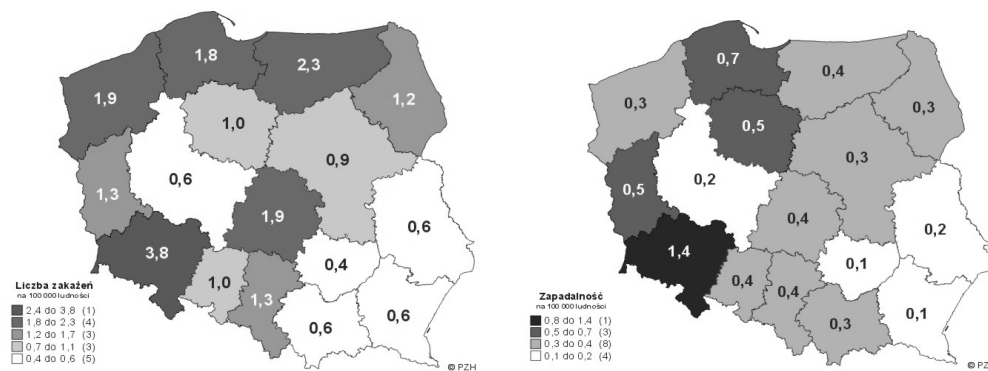 1,8
2,3
1,9
1,2
1,0
0,9
0,6
1,3
1,9
0,6
3,8
0,4
1,0
1,3
0,6
0,6
Liczba zakażeń
na 100 000 ludności
2,4 do 3,8 (1)
1,8 do 2,3 (4)
1,2 do 1,7 (3)
0,7 do 1,1 (3)
0,4 do 0,6 (5)
© PZH
0,7
0,4
0,3
0,3
0,5
0,3
0,2
0,5
0,4
0,2
1,4
0,1
0,4
0,4
0,3
0,1
Zapadalność
na 100 000 ludności
0,8 do 1,4 (1)
0,5 do 0,7 (3)
0,3 do 0,4 (8)
0,1 do 0,2 (4)
© PZ